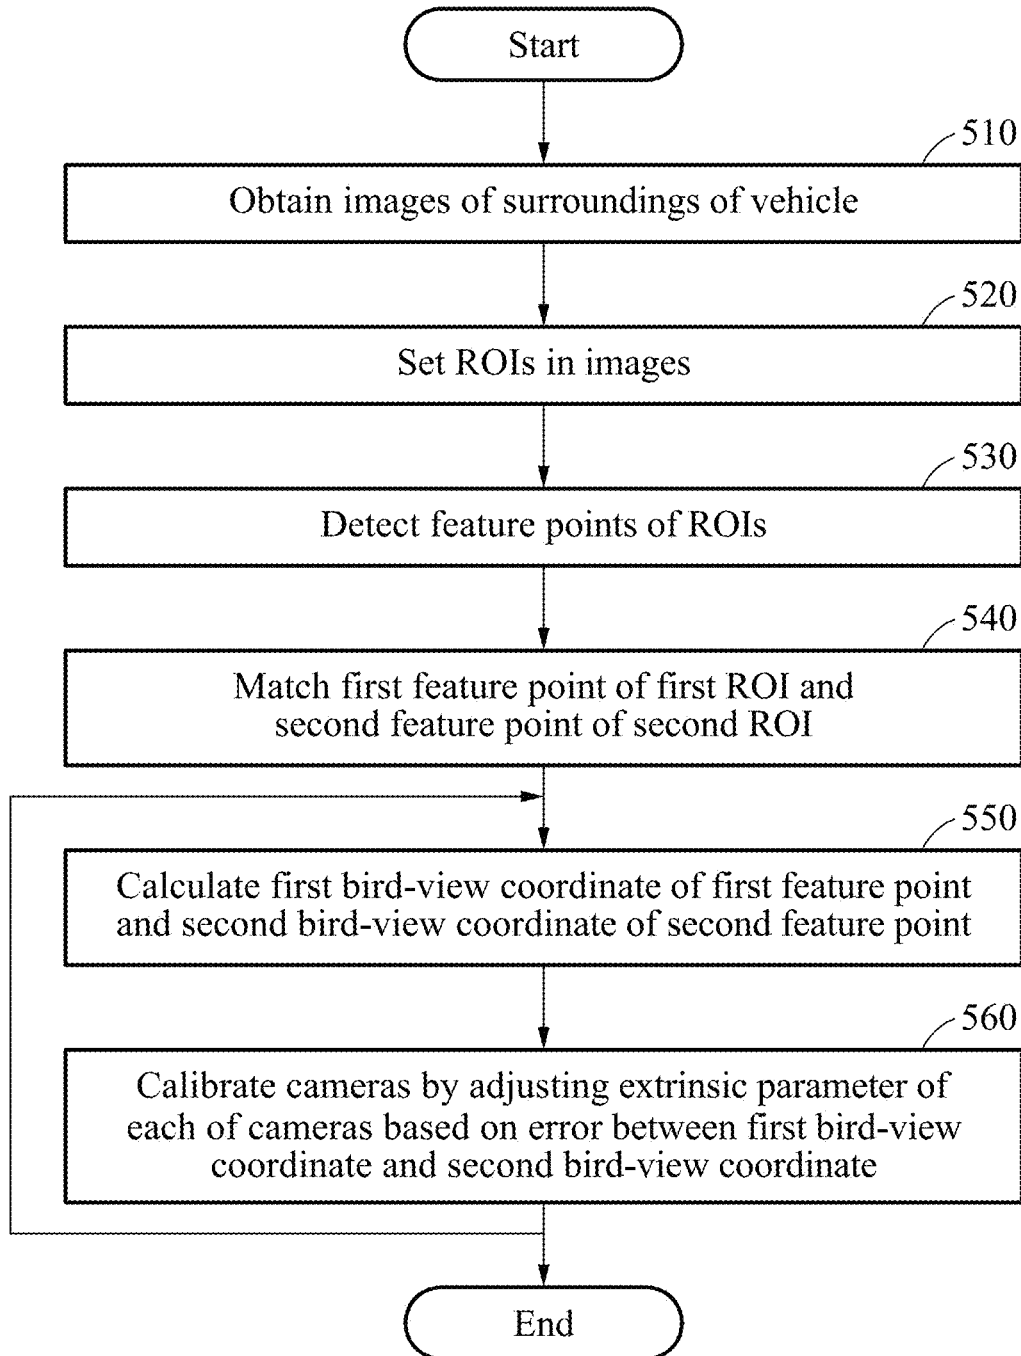 Start
510
Obtain images of surroundings of vehicle
520
Set ROIs in images
530
Detect feature points of ROIs
540
Match first feature point of first ROI and
second feature point of second ROI
550
Calculate first bird-view coordinate of first feature point
and second bird-view coordinate of second feature point
560
Calibrate cameras by adjusting extrinsic parameter of
each of cameras based on error between first bird-view
coordinate and second bird-view coordinate
End